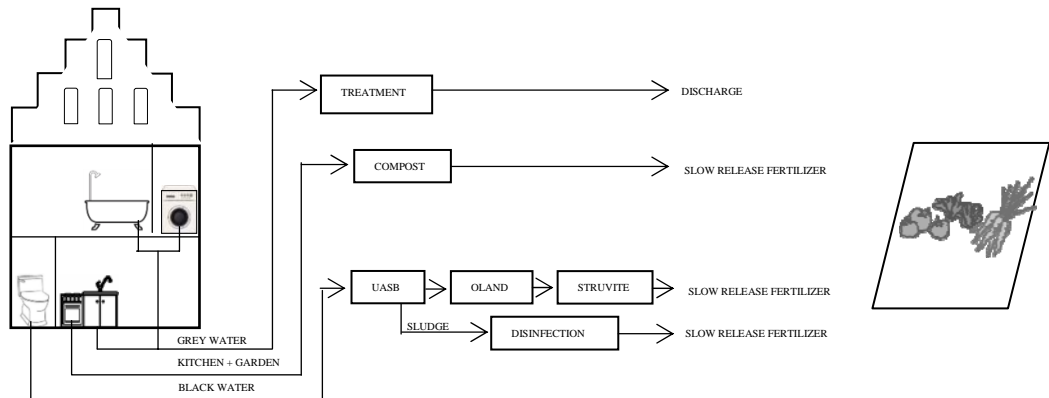 TREATMENT
DISCHARGE
COMPOST
SLOW RELEASE FERTILIZER
UASB
OLAND
STRUVITE
SLOW RELEASE FERTILIZER
SLUDGE
DISINFECTION
SLOW RELEASE FERTILIZER
GREY WATER
KITCHEN + GARDEN
BLACK WATER